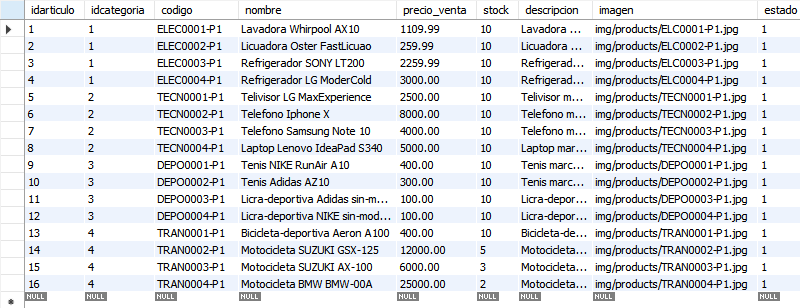 idarticulo idcategoria codigo nombre precio_venta stock descripcion imagen estado
1 1 ELEC0001-P1 Lavadora Whirpool AX10 1109.99 10 Lavadora ... img/products/ELC0001-P1.jpg 1
2 1 ELEC0002-P1 Licuadora Oster FastLicuao 259.99 10 Licuadora ... img/products/ELC0002-P1.jpg 1
3 1 ELEC0003-P1 Refrigerador SONY LT200 2259.99 10 Refrigerad... img/products/ELC0003-P1.jpg 1
4 1 ELEC0004-P1 Refrigerador LG ModerCold 3000.00 10 Refrigerad... img/products/ELC0004-P1.jpg 1
5 2 TECN0001-P1 Telivisor LG MaxExperience 2500.00 10 Telivisor m... img/products/TECN0001-P1.jpg 1
6 2 TECN0002-P1 Telefono Iphone X 8000.00 10 Telefono m... img/products/TECN0002-P1.jpg 1
7 2 TECN0003-P1 Telefono Samsung Note 10 4000.00 10 Telefono m... img/products/TECN0003-P1.jpg 1
8 2 TECN0004-P1 Laptop Lenovo IdeaPad S340 5000.00 10 Laptop mar... img/products/TECN0004-P1.jpg 1
9 3 DEPO0001-P1 Tenis NIKE RunAir A10 400.00 10 Tenis marc... img/products/DEPO0001-P1.jpg 1
10 3 DEPO0002-P1 Tenis Adidas AZ10 300.00 10 Tenis marc... img/products/DEPO0002-P1.jpg 1
11 3 DEPO0003-P1 Licra-deportiva Adidas sin-m... 100.00 10 Licra-depor... img/products/DEPO0003-P1.jpg 1
12 3 DEPO0004-P1 Licra-deportiva NIKE sin-mod... 100.00 10 Licra-depor... img/products/DEPO0004-P1.jpg 1
13 4 TRAN0001-P1 Bicicleta-deportiva Aeron A100 400.00 10 Bicicleta-de... img/products/TRAN0001-P1.jpg 1
14 4 TRAN0002-P1 Motocicleta SUZUKI GSX-125 12000.00 5 Motocicleta... img/products/TRAN0002-P1.jpg 1
15 4 TRAN0003-P1 Motocicleta SUZUKI AX-100 6000.00 3 Motocicleta... img/products/TRAN0003-P1.jpg 1
16 4 TRAN0004-P1 Motocicleta BMW BMW-00A 25000.00 2 Motocicleta... img/products/TRAN0004-P1.jpg 1
NULL NULL NULL NULL NULL NULL NULL NULL NULL